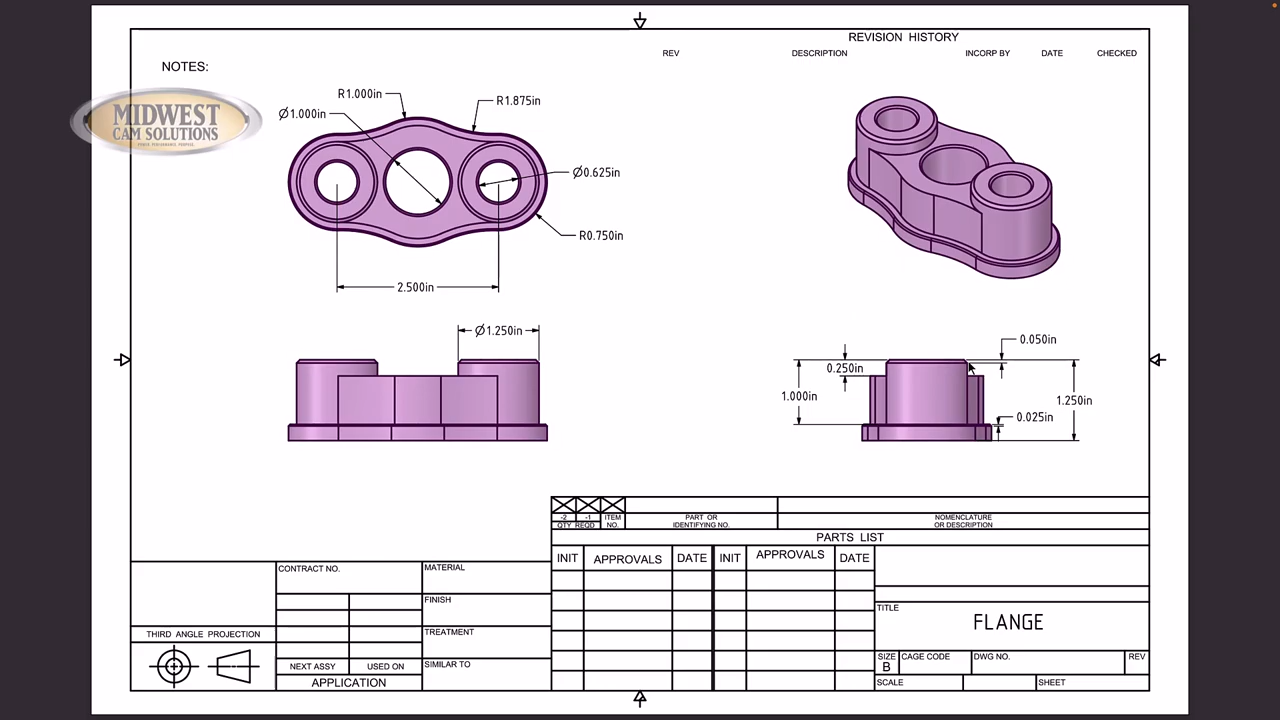 REVISION HISTORY
REV DESCRIPTION INCORP BY DATE CHECKED
NOTES:
MIDWEST
CAM SOLUTIONS
R1.000in
R1.875in
Ø1.000in
Ø0.625in
R0.750in
2.500in
Ø1.250in
0.050in
0.250in
1.000in
1.250in
0.025in
-2 -1 ITEM NO.
QTY REQD
PART OR
IDENTIFYING NO.
NOMENCLATURE
OR DESCRIPTION
PARTS LIST
INIT APPROVALS DATE INIT APPROVALS DATE
CONTRACT NO.
MATERIAL
FINISH
TREATMENT
SIMILAR TO
THIRD ANGLE PROJECTION
NEXT ASSY USED ON
APPLICATION
TITLE
FLANGE
SIZE CAGE CODE DWG NO. REV
B
SCALE SHEET